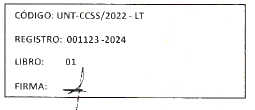 CÓDIGO: UNT-CCSS/2022 - LT
REGISTRO: 001123 -2024
LIBRO: 01
FIRMA: